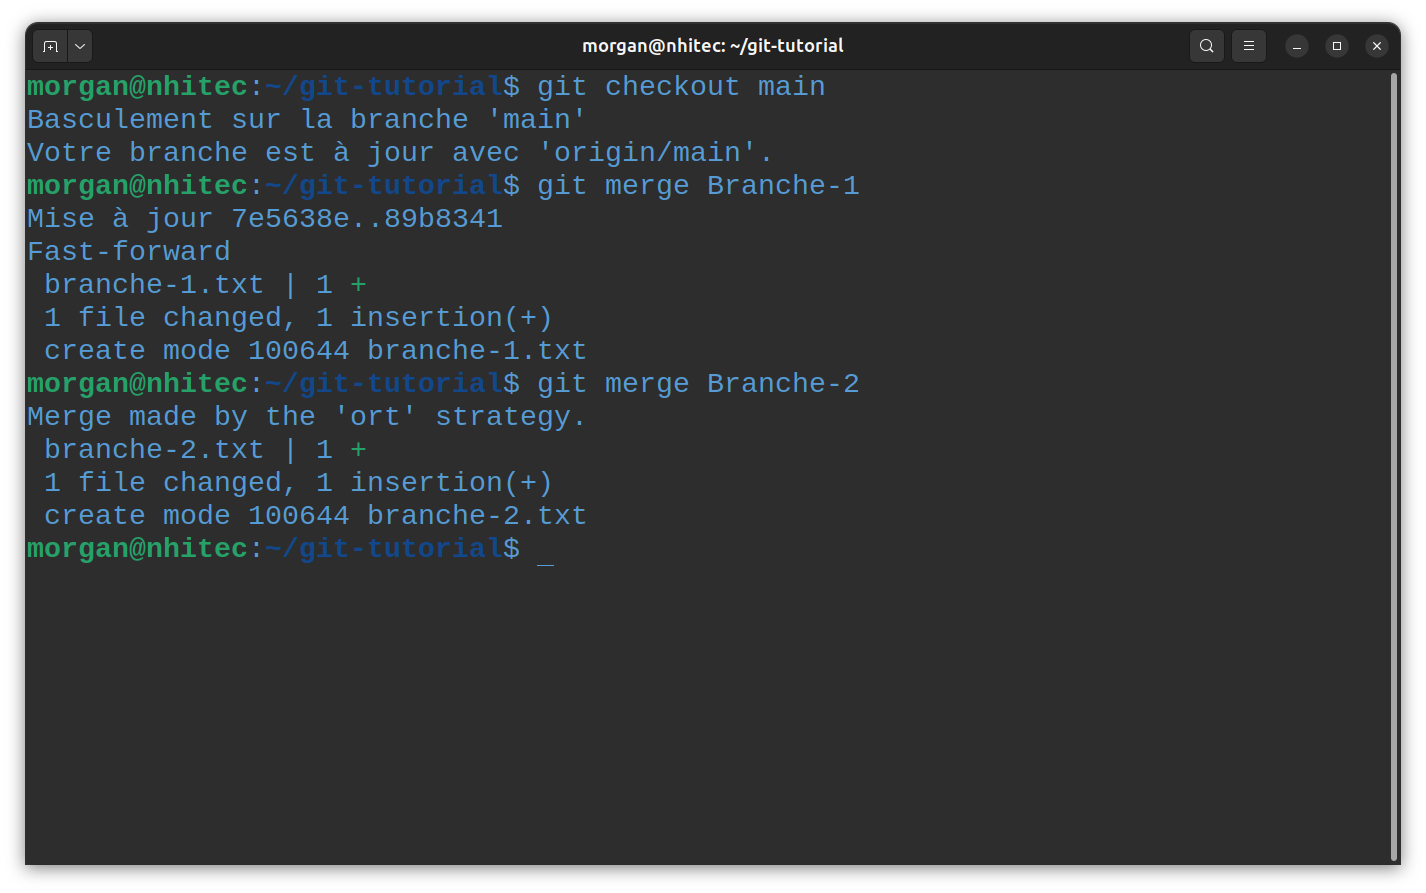 morgan@nhitec: ~/git-tutorial
morgan@nhitec:~/git-tutorial$ git checkout main
Basculement sur la branche 'main'
Votre branche est à jour avec 'origin/main'.
morgan@nhitec:~/git-tutorial$ git merge Branche-1
Mise à jour 7e5638e..89b8341
Fast-forward
 branche-1.txt | 1 +
 1 file changed, 1 insertion(+)
 create mode 100644 branche-1.txt
morgan@nhitec:~/git-tutorial$ git merge Branche-2
Merge made by the 'ort' strategy.
 branche-2.txt | 1 +
 1 file changed, 1 insertion(+)
 create mode 100644 branche-2.txt
morgan@nhitec:~/git-tutorial$ _